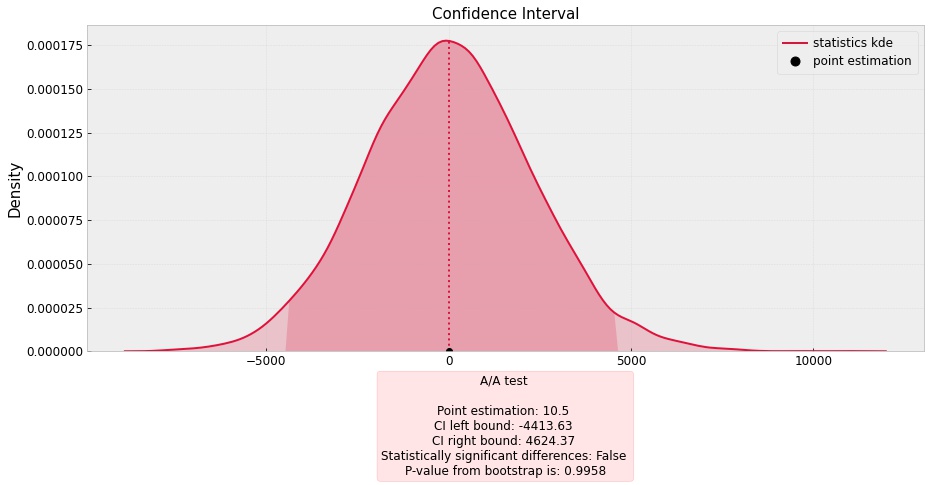 Confidence Interval
statistics kde
point estimation
Density
0.000175
0.000150
0.000125
0.000100
0.000075
0.000050
0.000025
0.000000
−5000
0
5000
10000
A/A test
Point estimation: 10.5
CI left bound: -4413.63
CI right bound: 4624.37
Statistically significant differences: False
P-value from bootstrap is: 0.9958